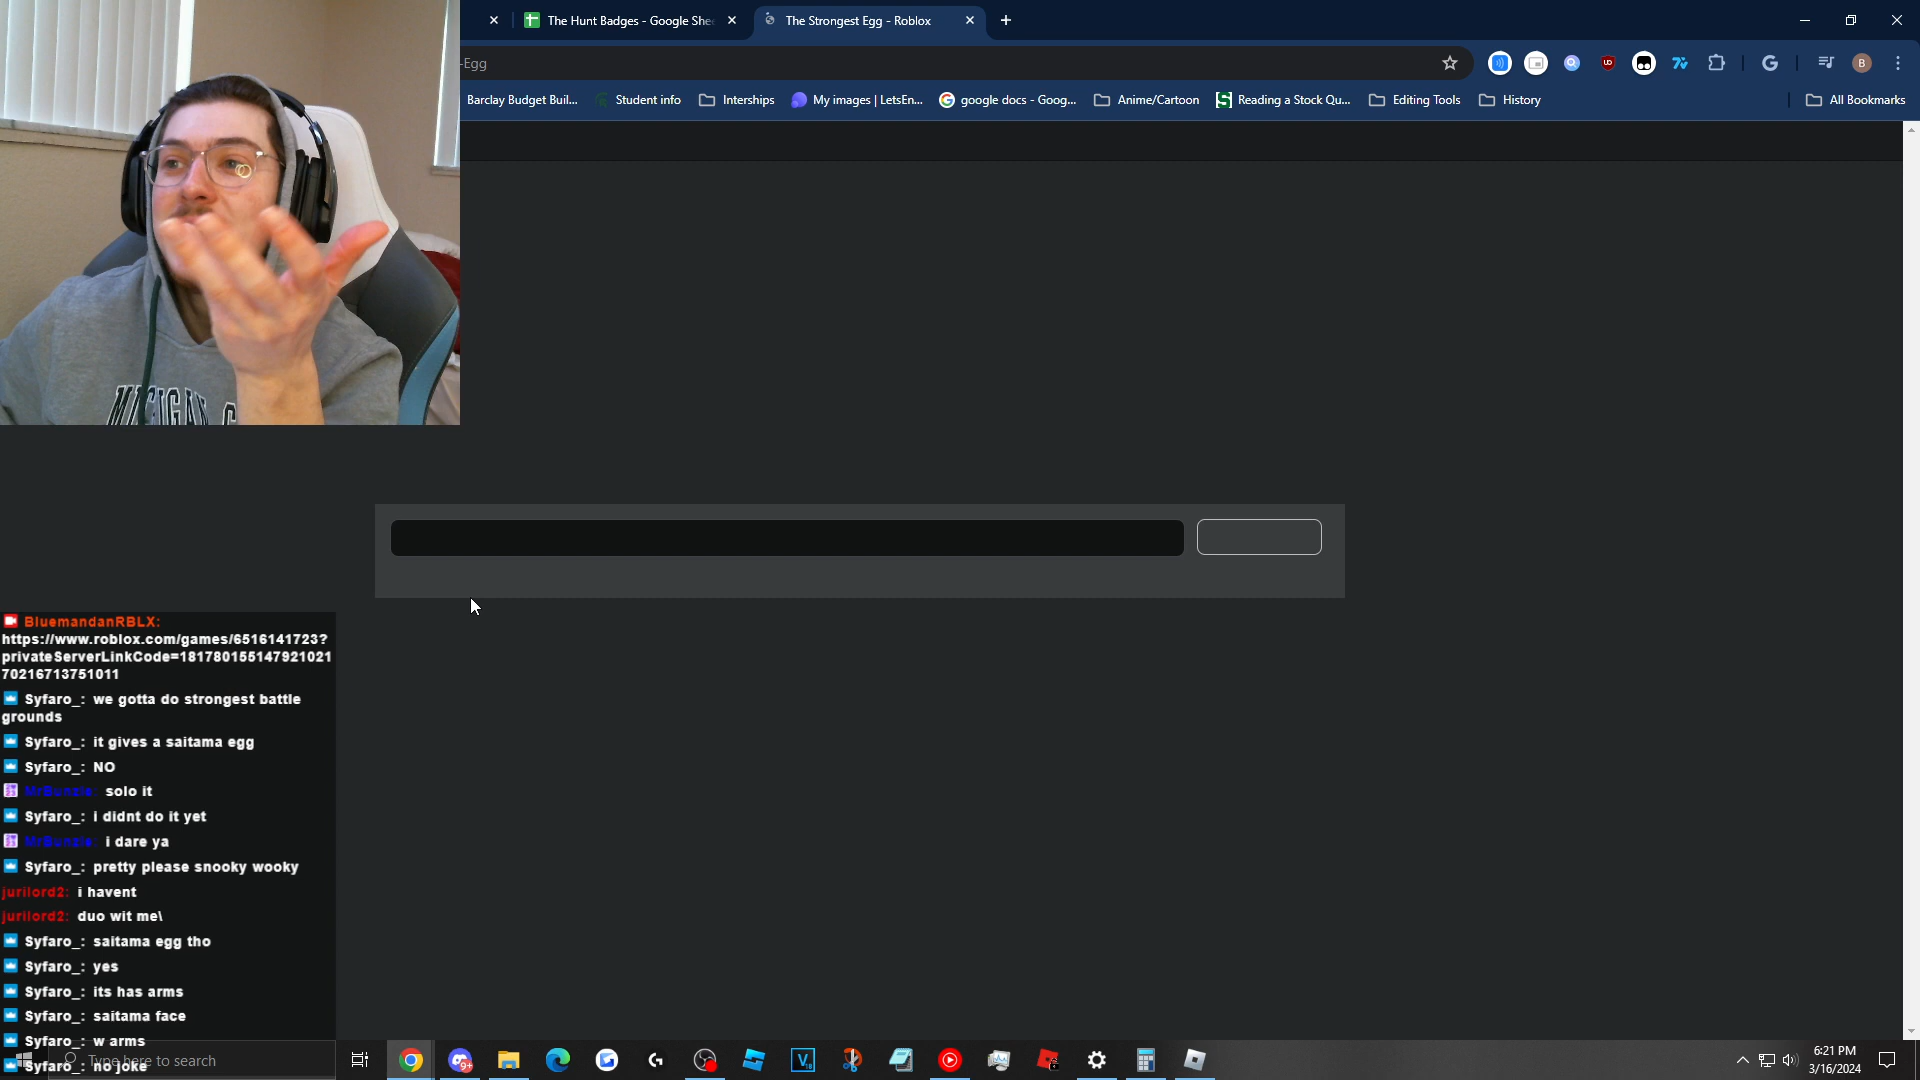 The Hunt Badges - Google She
The Strongest Egg - Roblox
-Egg
Barclay Budget Buil...
Student info
Interships
My images | LetsEn...
google docs - Goog...
Anime/Carton
Reading a Stock Qu...
Editing Tools
History
All Bookmarks
BluemandanRBLX:
https://www.roblox.com/games/6516141723?
privateServerLinkCode=181780155147921021
70216713751011
Syfaro_: we gotta do strongest battle
grounds
Syfaro_: it gives a saitama egg
Syfaro_: NO
MrBunzie: solo it
Syfaro_: i didnt do it yet
MrBunzie: i dare ya
Syfaro_: pretty please snooky wooky
jurilord2: i havent
jurilord2: duo wit me\
Syfaro_: saitama egg tho
Syfaro_: yes
Syfaro_: its has arms
Syfaro_: saitama face
Syfaro_: w arms
Syfaro_: no joke
Type here to search
9+
6:21 PM
3/16/2024